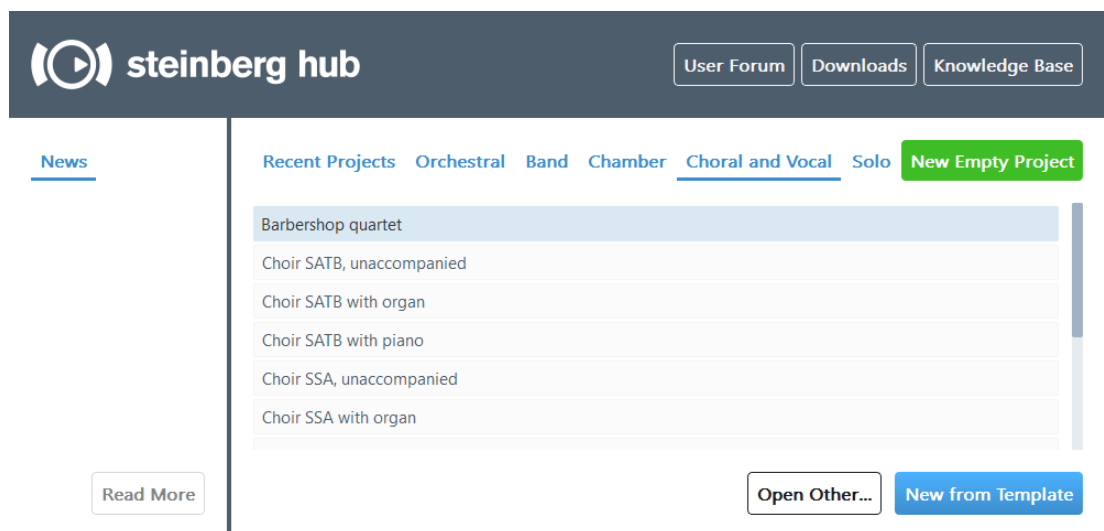 steinberg hub
User Forum
Downloads
Knowledge Base
News
Recent Projects
Orchestral
Band
Chamber
Choral and Vocal
Solo
New Empty Project
Barbershop quartet
Choir SATB, unaccompanied
Choir SATB with organ
Choir SATB with piano
Choir SSA, unaccompanied
Choir SSA with organ
Read More
Open Other...
New from Template